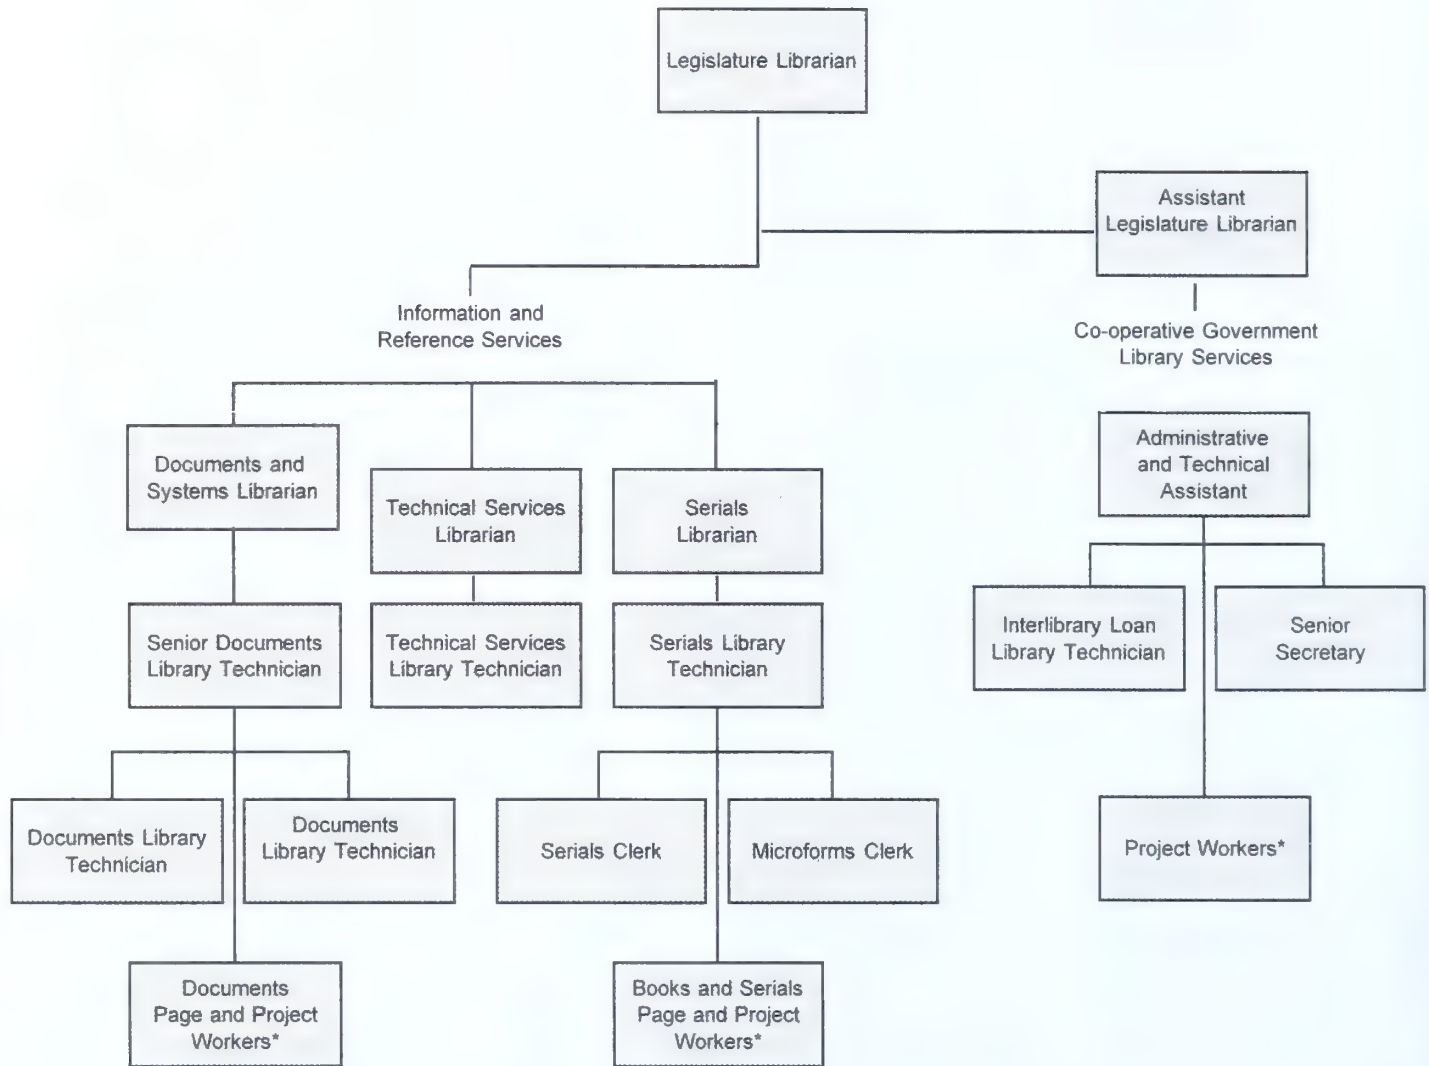 Legislature Librarian
Assistant
Legislature Librarian
Information and
Reference Services
Co-operative Government
Library Services
Documents and
Systems Librarian
Technical Services
Librarian
Serials
Librarian
Administrative
and Technical
Assistant
Senior Documents
Library Technician
Technical Services
Library Technician
Serials Library
Technician
Interlibrary Loan
Library Technician
Senior
Secretary
Documents Library
Technician
Documents
Library Technician
Serials Clerk
Microforms Clerk
Project Workers*
Documents
Page and Project
Workers*
Books and Serials
Page and Project
Workers*